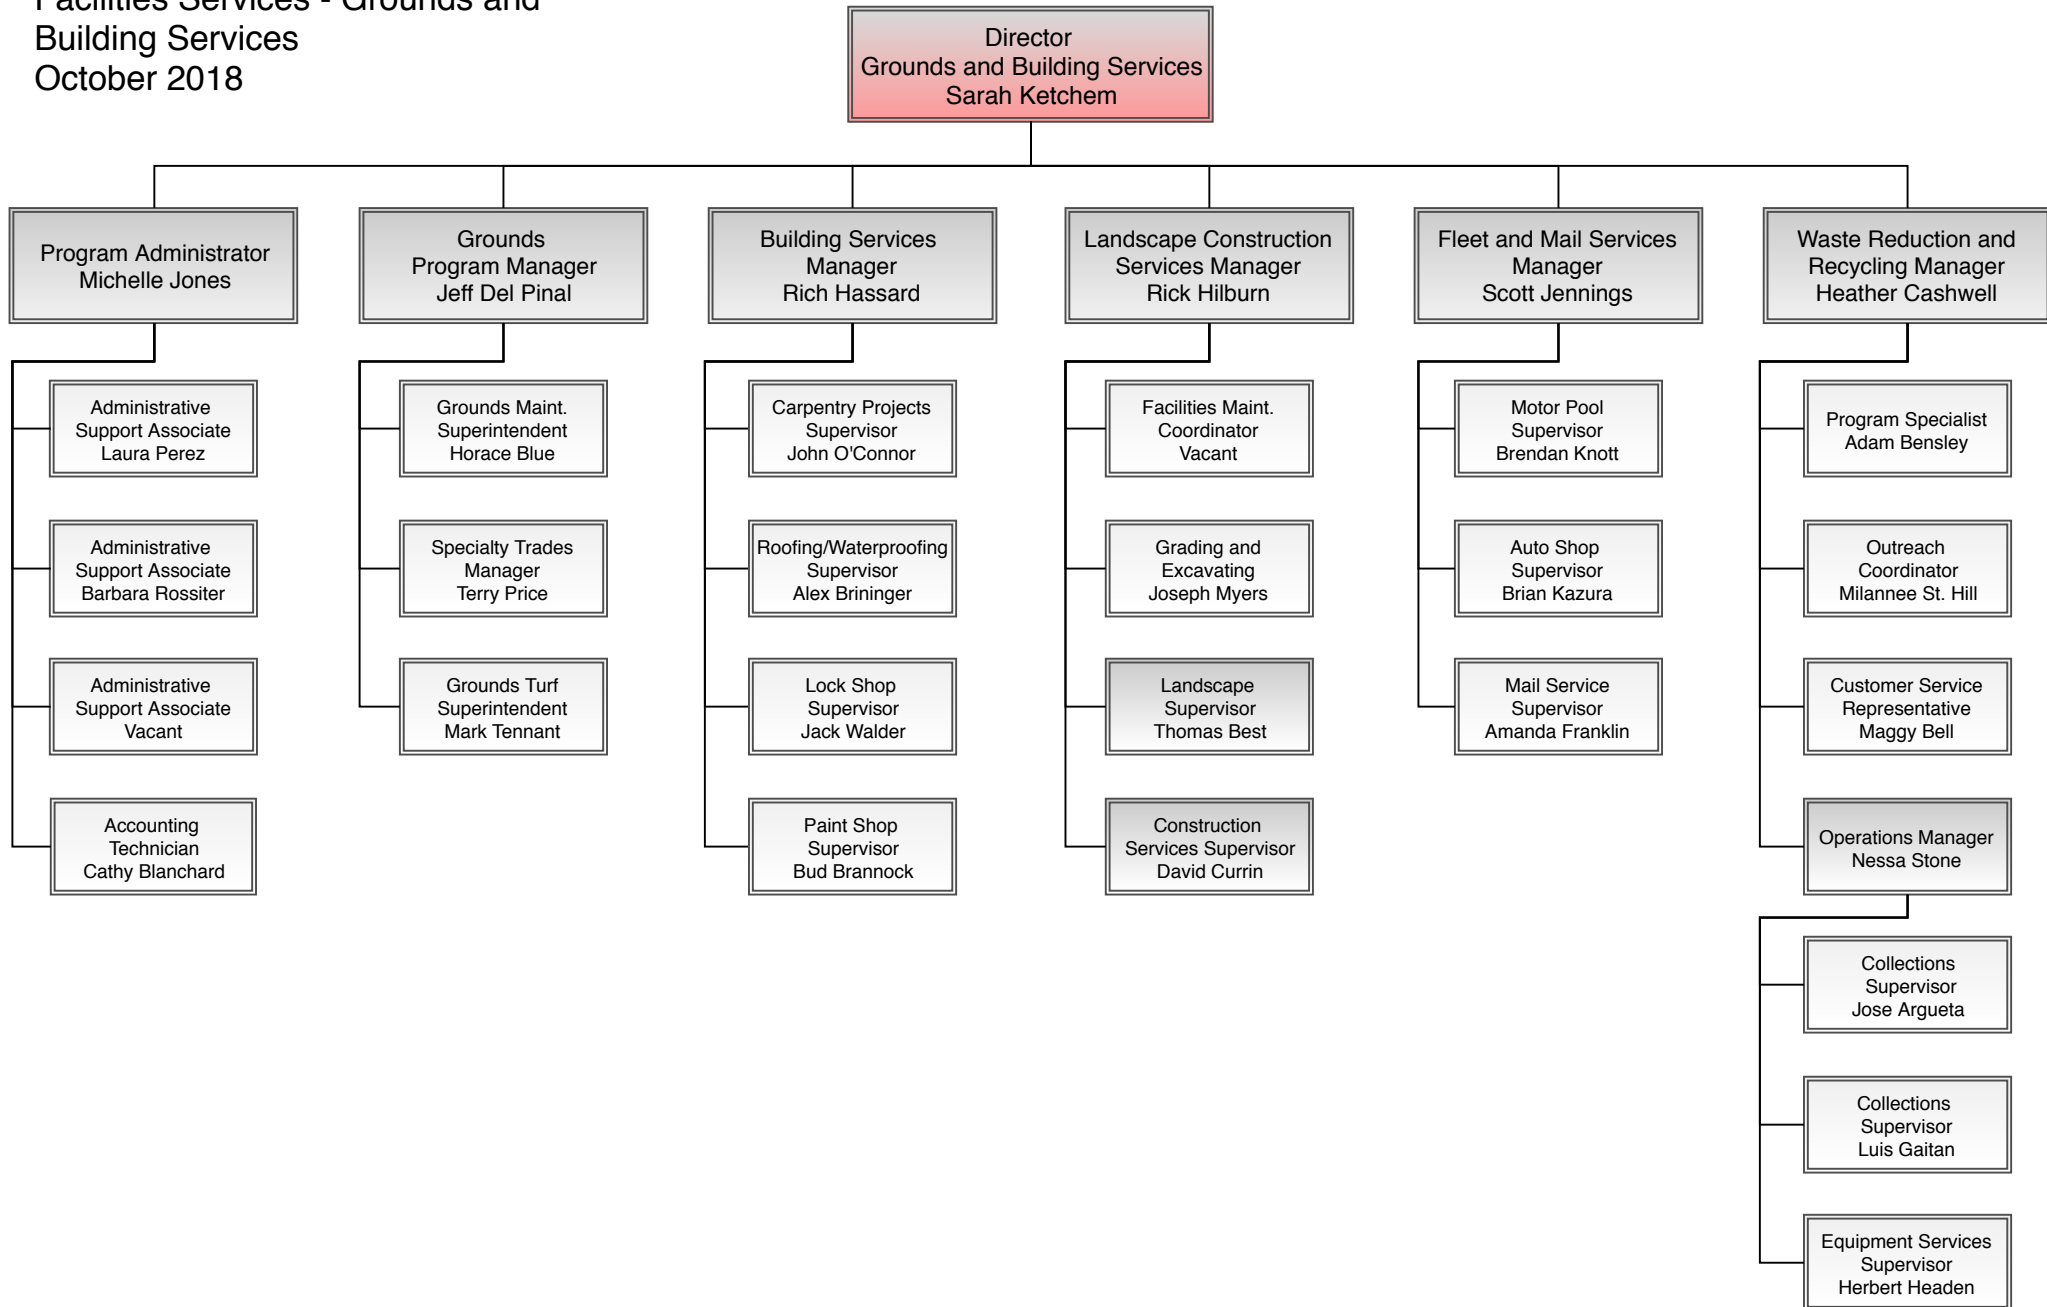 Facilities Services - Grounds and
Building Services
October 2018
Director
Grounds and Building Services
Sarah Ketchem
Program Administrator
Michelle Jones
Grounds
Program Manager
Jeff Del Pinal
Building Services
Manager
Rich Hassard
Landscape Construction
Services Manager
Rick Hilburn
Fleet and Mail Services
Manager
Scott Jennings
Waste Reduction and
Recycling Manager
Heather Cashwell
Administrative
Support Associate
Laura Perez
Administrative
Support Associate
Barbara Rossiter
Administrative
Support Associate
Vacant
Accounting
Technician
Cathy Blanchard
Grounds Maint.
Superintendent
Horace Blue
Specialty Trades
Manager
Terry Price
Grounds Turf
Superintendent
Mark Tennant
Carpentry Projects
Supervisor
John O'Connor
Roofing/Waterproofing
Supervisor
Alex Brininger
Lock Shop
Supervisor
Jack Walder
Paint Shop
Supervisor
Bud Brannock
Facilities Maint.
Coordinator
Vacant
Grading and
Excavating
Joseph Myers
Landscape
Supervisor
Thomas Best
Construction
Services Supervisor
David Currin
Motor Pool
Supervisor
Brendan Knott
Auto Shop
Supervisor
Brian Kazura
Mail Service
Supervisor
Amanda Franklin
Program Specialist
Adam Bensley
Outreach
Coordinator
Milannee St. Hill
Customer Service
Representative
Maggy Bell
Operations Manager
Nessa Stone
Collections
Supervisor
Jose Argueta
Collections
Supervisor
Luis Gaitan
Equipment Services
Supervisor
Herbert Headen